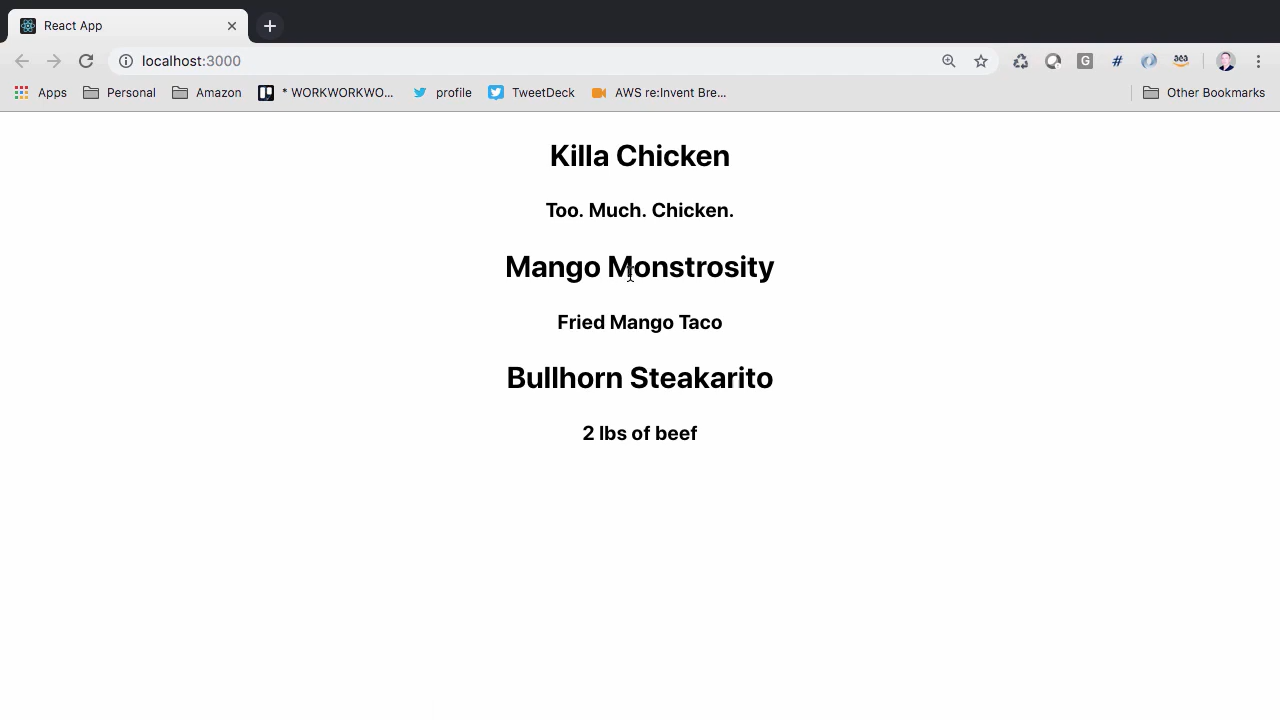 React App
localhost:3000
Apps Personal Amazon * WORKWORKWO... profile TweetDeck AWS re:Invent Bre... Other Bookmarks
Killa Chicken
Too. Much. Chicken.
Mango Monstrosity
Fried Mango Taco
Bullhorn Steakarito
2 lbs of beef